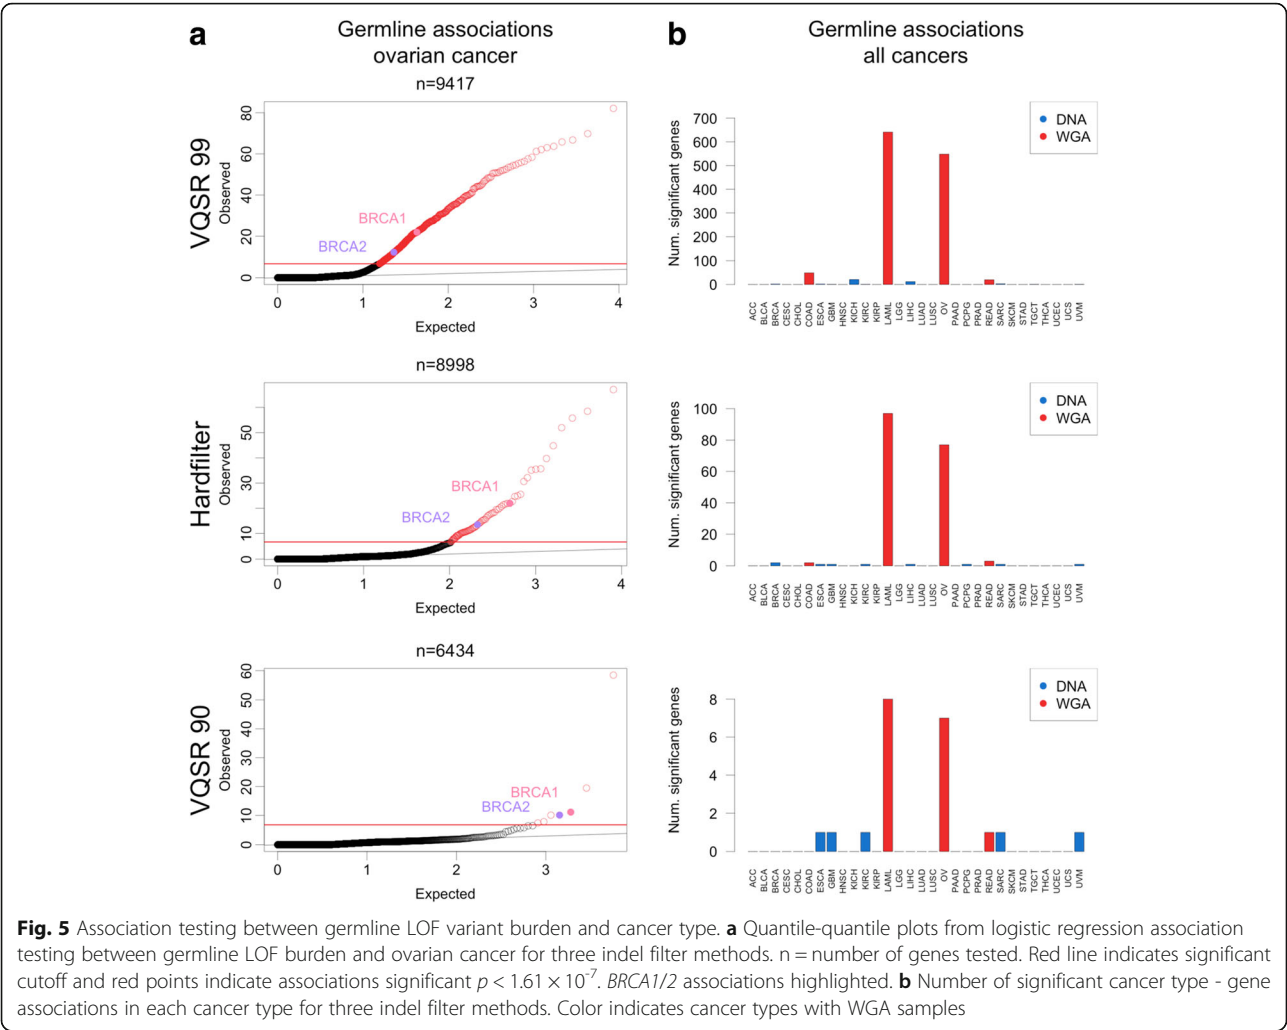 a
Germline associations
ovarian cancer
b
Germline associations
all cancers
n=9417
VQSR 99
Observed
0 20 40 60 80
BRCA1
BRCA2
0 1 2 3 4
Expected
Num. significant genes
700
600
500
400
300
200
100
0
DNA
WGA
ACC BLCA BRCA CESC CHOL COAD ESCA GBM HNSC KICH KIRC KIRP LAML LGG LIHC LUAD LUSC OV PAAD PCPG PRAD READ SARC SKCM STAD TGCT THCA UCEC UCS UVM
n=8998
Hardfilter
Observed
0 10 30 50
BRCA1
BRCA2
0 1 2 3 4
Expected
Num. significant genes
100
80
60
40
20
0
DNA
WGA
ACC BLCA BRCA CESC CHOL COAD ESCA GBM HNSC KICH KIRC KIRP LAML LGG LIHC LUAD LUSC OV PAAD PCPG PRAD READ SARC SKCM STAD TGCT THCA UCEC UCS UVM
n=6434
VQSR 90
Observed
0 10 20 30 40 50 60
BRCA1
BRCA2
0 1 2 3
Expected
Num. significant genes
8
6
4
2
0
DNA
WGA
ACC BLCA BRCA CESC CHOL COAD ESCA GBM HNSC KICH KIRC KIRP LAML LGG LIHC LUAD LUSC OV PAAD PCPG PRAD READ SARC SKCM STAD TGCT THCA UCEC UCS UVM
Fig. 5 Association testing between germline LOF variant burden and cancer type. a Quantile-quantile plots from logistic regression association
testing between germline LOF burden and ovarian cancer for three indel filter methods. n = number of genes tested. Red line indicates significant
cutoff and red points indicate associations significant p < 1.61 × 10⁻⁷. BRCA1/2 associations highlighted. b Number of significant cancer type - gene
associations in each cancer type for three indel filter methods. Color indicates cancer types with WGA samples